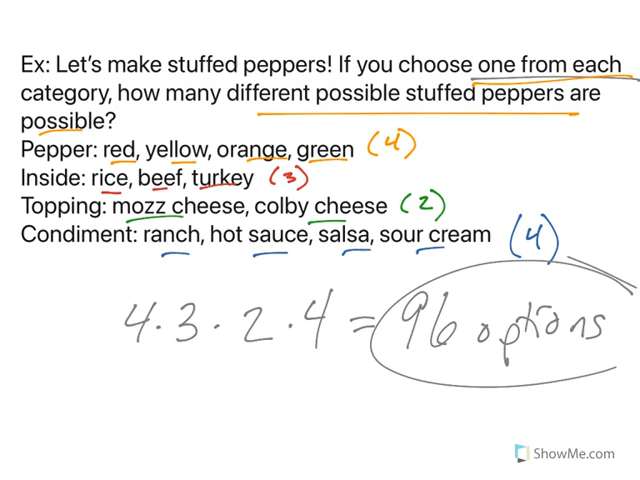 Ex: Let's make stuffed peppers! If you choose one from each
category, how many different possible stuffed peppers are
possible?
Pepper: red, yellow, orange, green (4)
Inside: rice, beef, turkey (3)
Topping: mozz cheese, colby cheese (2)
Condiment: ranch, hot sauce, salsa, sour cream (4)
4·3·2·4 = 96 options
ShowMe.com